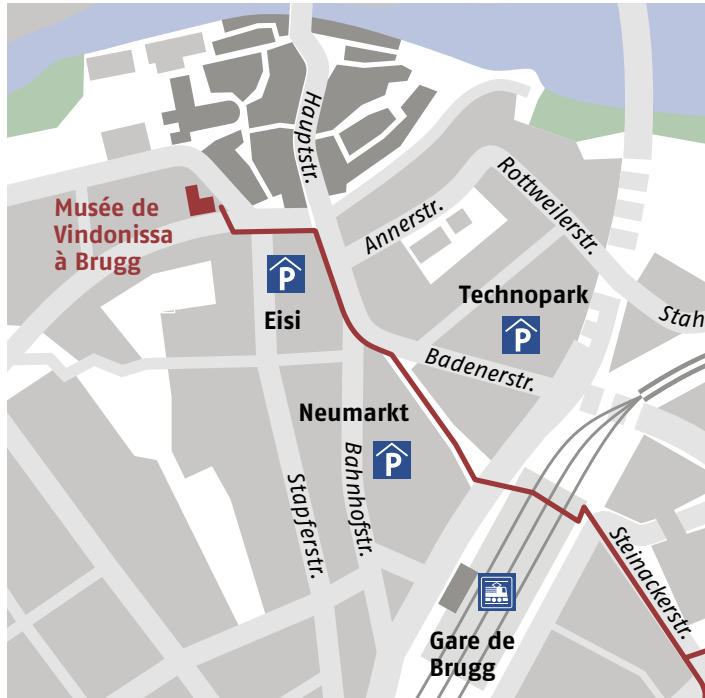 Hauptstr.
Rottweilerstr.
Annerstr.
Musée de
Vindonissa
à Brugg
P
Eisi
Technopark
P
Stah
Badenerstr.
Neumarkt
P
Bahnhofstr.
Stapferstr.
Steinackerstr.
Gare de
Brugg